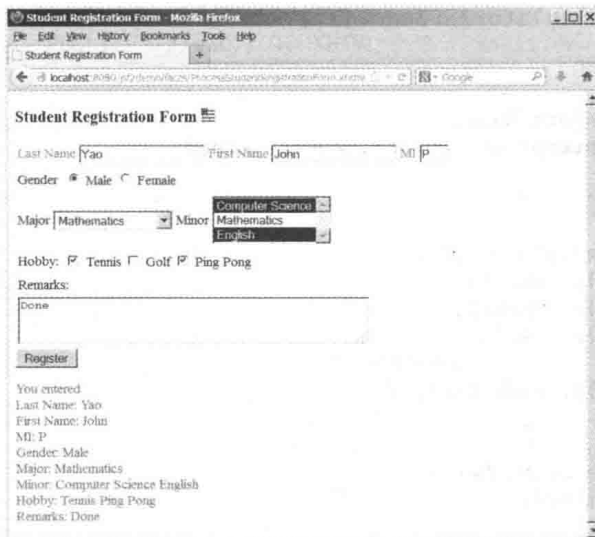 Student Registration Form - Mozilla Firefox
File Edit View History Bookmarks Tools Help
Student Registration Form +
localhost Google
Student Registration Form
Last Name Yao First Name John MI P
Gender Male Female
Major Mathematics Minor Computer Science
Mathematics
English
Hobby: Tennis Golf Ping Pong
Remarks:
Done
Register
You entered
Last Name: Yao
First Name: John
MI: P
Gender: Male
Major: Mathematics
Minor: Computer Science English
Hobby: Tennis Ping Pong
Remarks: Done